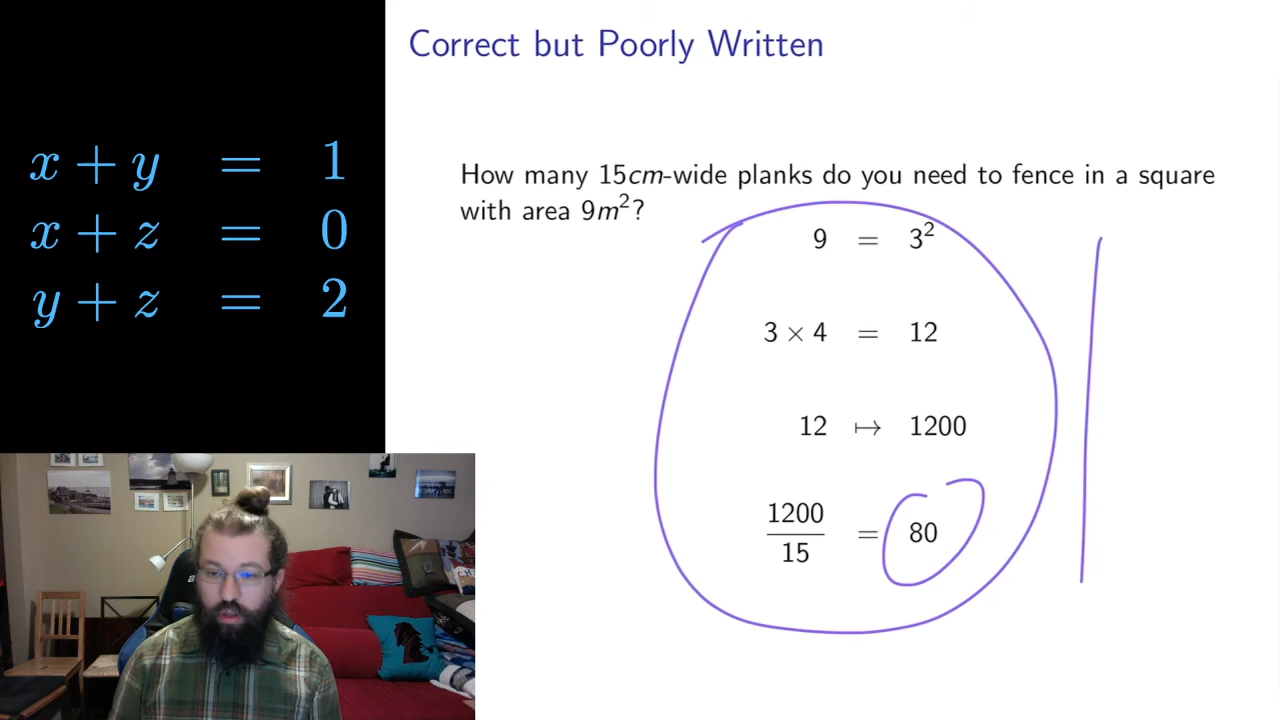 x + y = 1
x + z = 0
y + z = 2
Correct but Poorly Written
How many 15cm-wide planks do you need to fence in a square
with area 9m²?
9 = 3²
3 × 4 = 12
12 ↦ 1200
1200
15
= 80